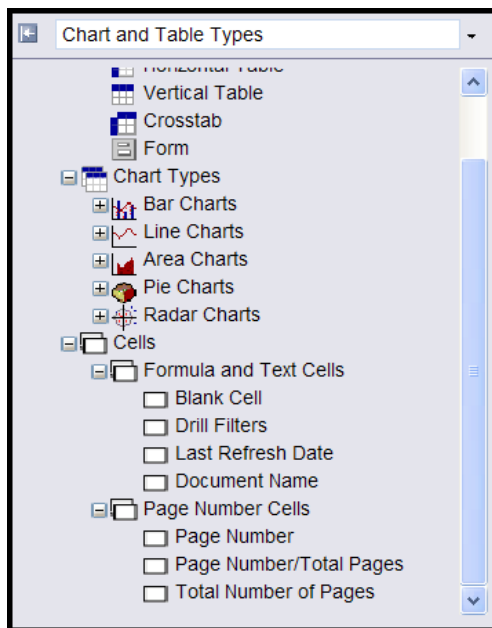 Chart and Table Types
Horizontal Table
Vertical Table
Crosstab
Form
Chart Types
Bar Charts
Line Charts
Area Charts
Pie Charts
Radar Charts
Cells
Formula and Text Cells
Blank Cell
Drill Filters
Last Refresh Date
Document Name
Page Number Cells
Page Number
Page Number/Total Pages
Total Number of Pages